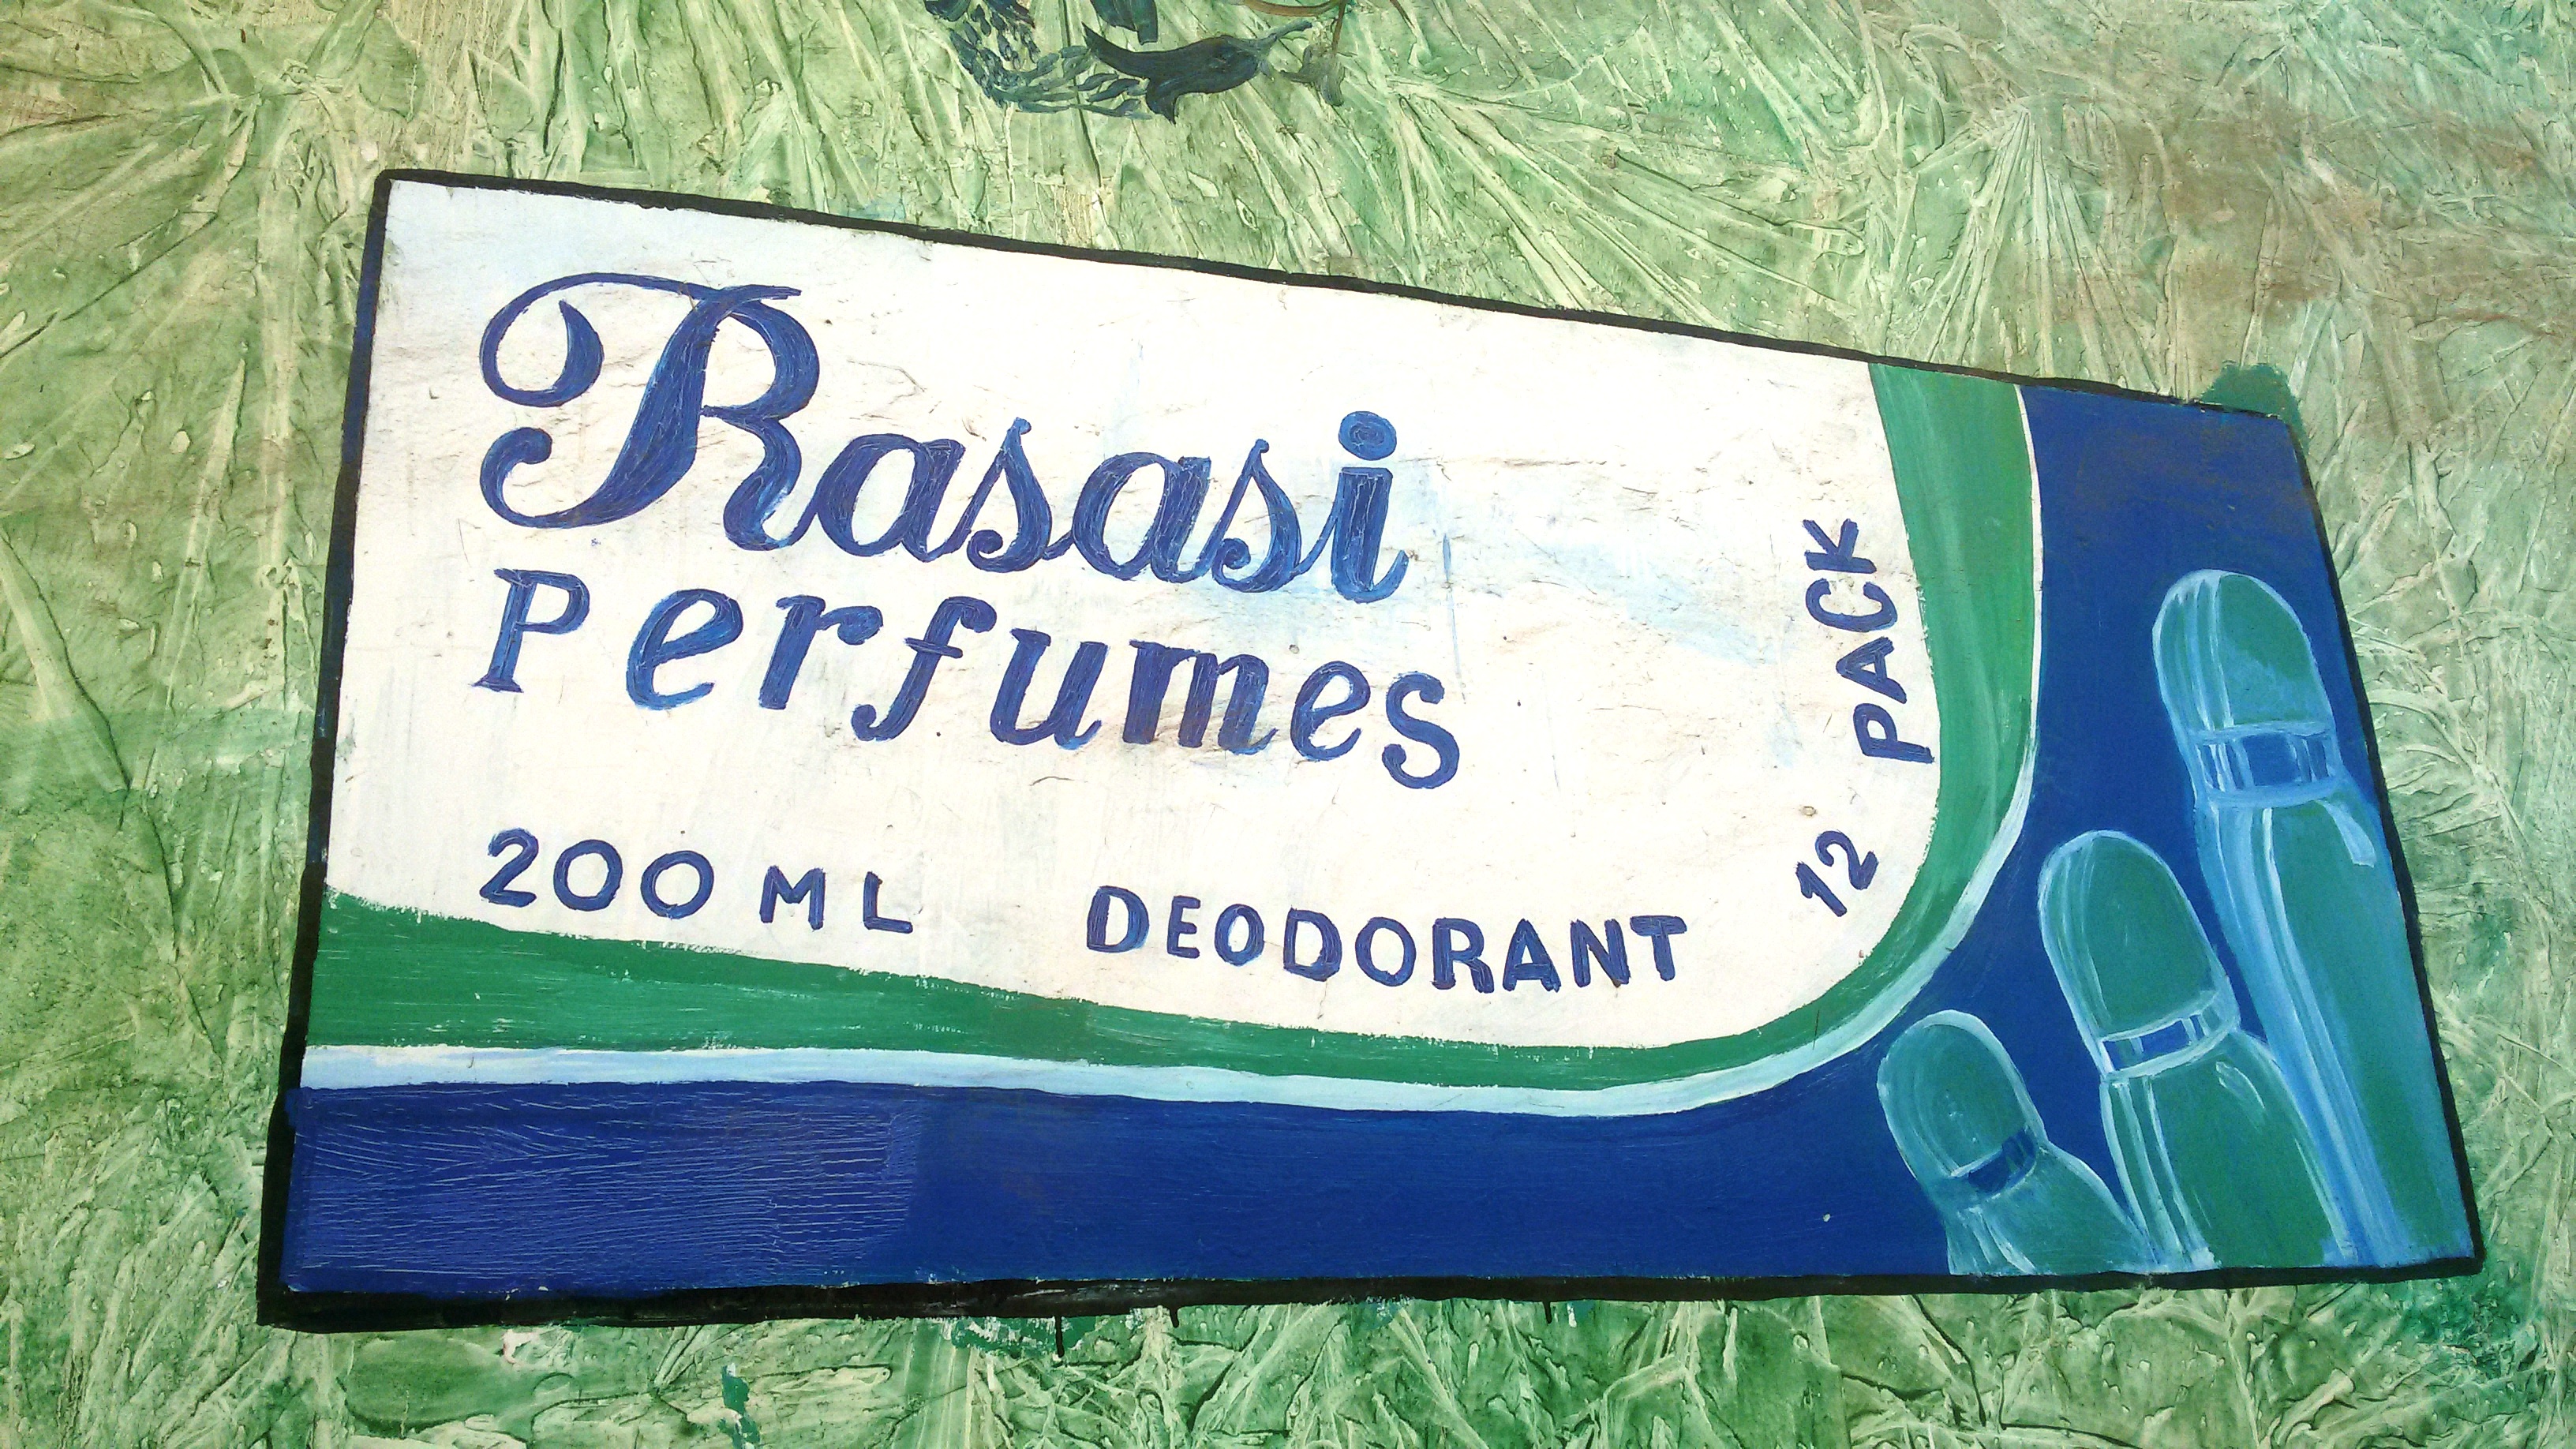 Rasasi
Perfumes
200 ML DEODORANT
12 PACK